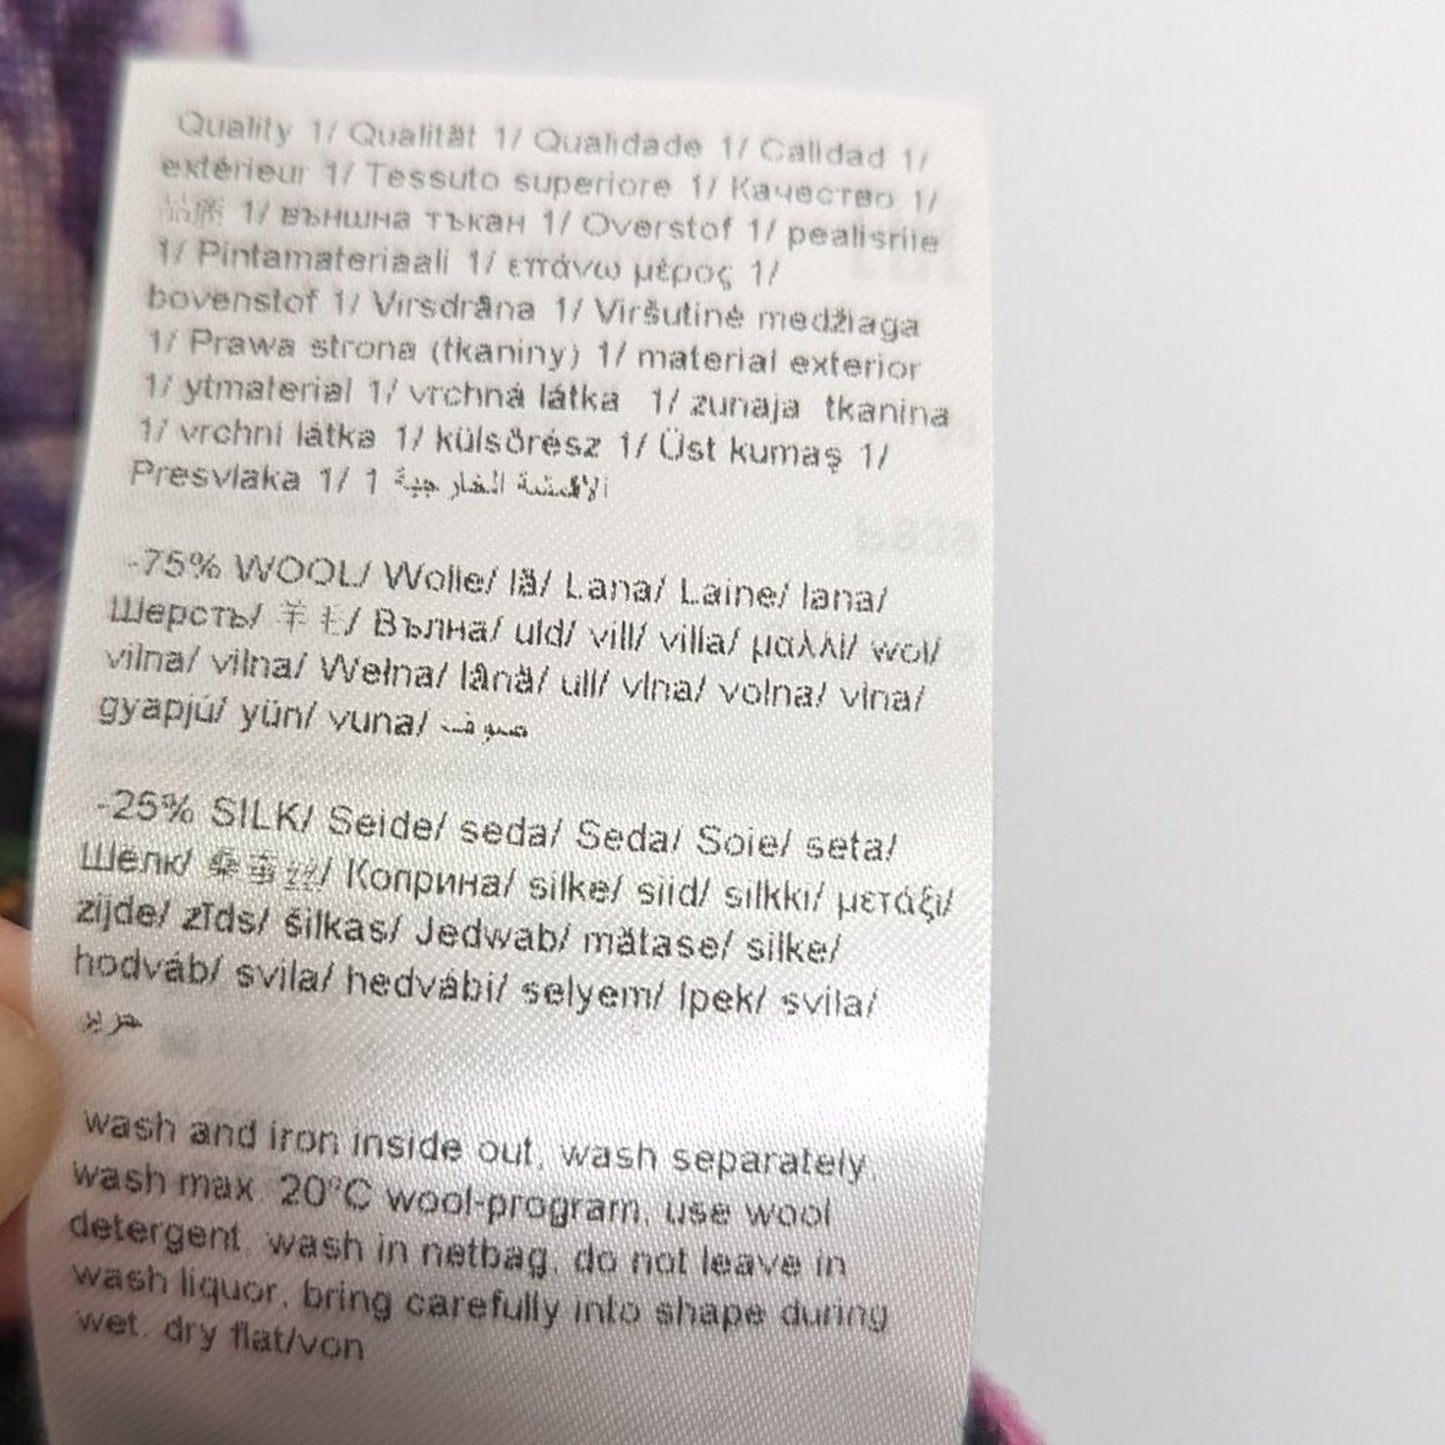 Quality 1/ Qualität 1/ Qualidade 1/ Calidad 1/
extérieur 1/ Tessuto superiore 1/ Качество 1/
1/ външна тъкан 1/ Overstof 1/ pealisriie
1/ Pintamateriaali 1/ επάνω μέρος 1/
bovenstof 1/ Virsdrâna 1/ Viršutinė medžiaga
1/ Prawa strona (tkaniny) 1/ material exterior
1/ ytmaterial 1/ vrchná látka 1/ zunaja tkanina
1/ vrchní látka 1/ külsőrész 1/ Üst kumaş 1/
Presvlaka 1/ 1 الأقمشة الخارجية
-75% WOOL/ Wolle/ lã/ Lana/ Laine/ lana/
Шерсть/ 羊毛/ Вълна/ uld/ vill/ villa/ μαλλί/ wol/
vilna/ vilna/ Wełna/ lână/ ull/ vlna/ volna/ vlna/
gyapjú/ yün/ vuna/ صوف
-25% SILK/ Seide/ seda/ Seda/ Soie/ seta/
Шёлк/ 桑蚕丝/ Коприна/ silke/ siid/ silkki/ μετάξι/
zijde/ zīds/ šilkas/ Jedwab/ mătase/ silke/
hodváb/ svila/ hedvábí/ selyem/ Ipek/ svila/
حرير
wash and iron inside out, wash separately,
wash max. 20°C wool-program, use wool
detergent. wash in netbag, do not leave in
wash liquor, bring carefully into shape during
wet. dry flat/von